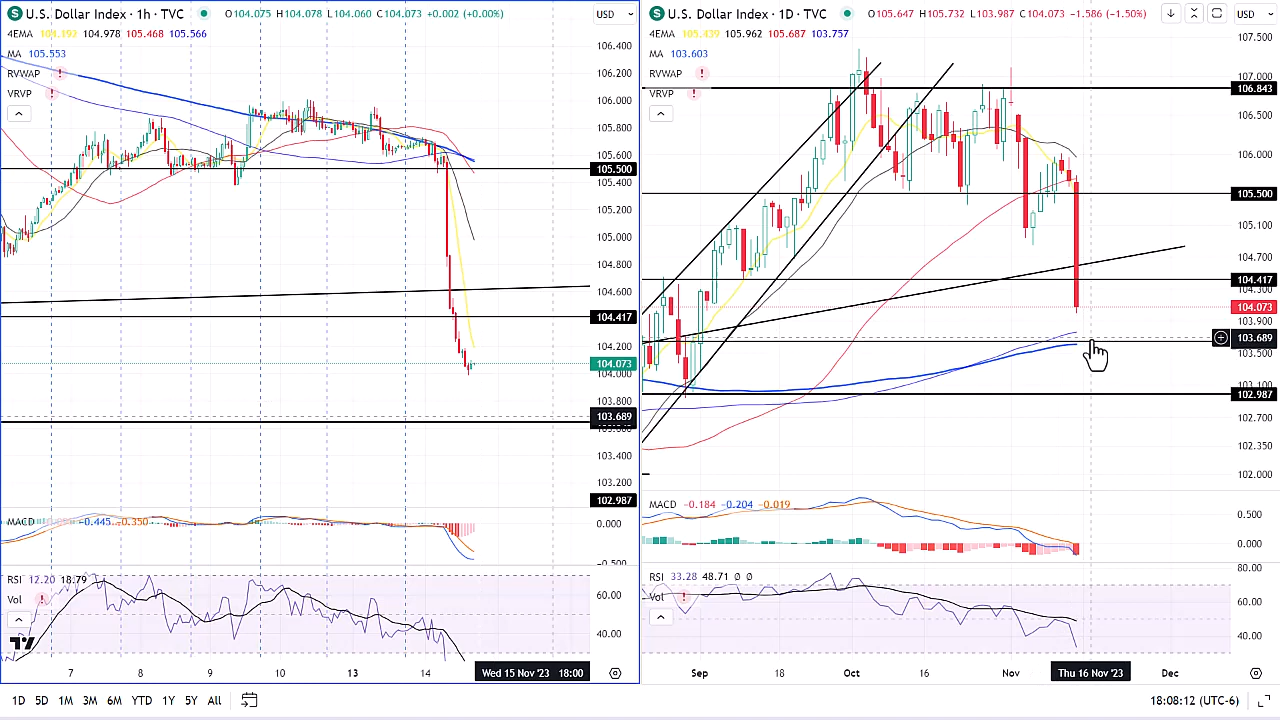 U.S. Dollar Index · 1h · TVC O104.075 H104.078 L104.060 C104.073 +0.002 (+0.00%)
4EMA 104.192 104.978 105.468 105.566
MA 105.553
RVWAP !
VRVP !
USD
106.400
106.200
106.000
105.800
105.600
105.500
105.400
105.200
105.000
104.800
104.600
104.417
104.200
104.073
104.000
103.800
103.689
103.400
103.200
102.987
MACD -0.445 -0.350
0.000
-0.500
RSI 12.20 18.79
Vol !
60.00
40.00
7 8 9 10 13 14 Wed 15 Nov '23 18:00
U.S. Dollar Index · 1D · TVC O105.647 H105.732 L103.987 C104.073 −1.586 (−1.50%)
4EMA 105.439 105.962 105.687 103.757
MA 103.603
RVWAP !
VRVP !
USD
107.500
107.000
106.843
106.500
106.000
105.500
105.100
104.700
104.417
104.300
104.073
103.900
103.689
103.500
103.100
102.987
102.700
102.350
102.000
MACD −0.184 −0.204 −0.019
0.500
0.000
RSI 33.28 48.71 ∅ ∅
Vol !
80.00
60.00
40.00
Sep 18 Oct 16 Nov Thu 16 Nov '23 Dec
1D 5D 1M 3M 6M YTD 1Y 5Y All
18:08:12 (UTC-6)